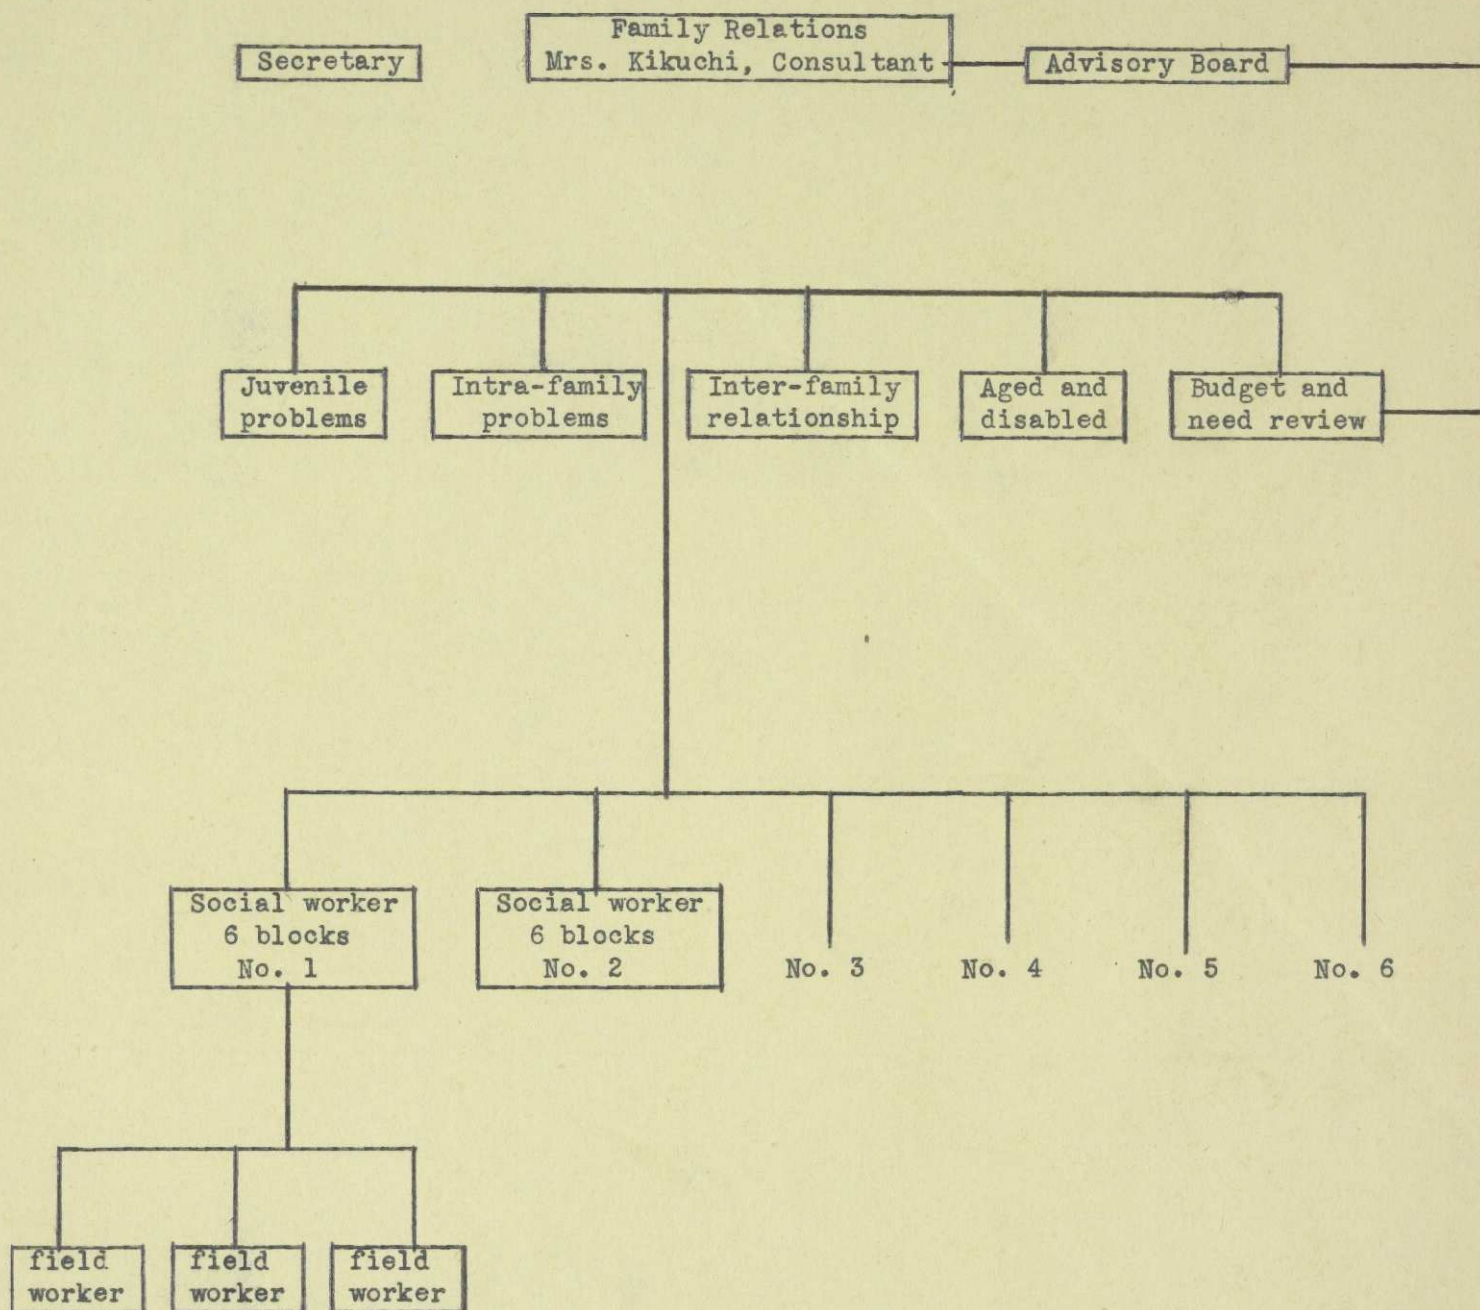 Secretary
Family Relations
Mrs. Kikuchi, Consultant
Advisory Board
Juvenile
problems
Intra-family
problems
Inter-family
relationship
Aged and
disabled
Budget and
need review
Social worker
6 blocks
No. 1
Social worker
6 blocks
No. 2
No. 3
No. 4
No. 5
No. 6
field
worker
field
worker
field
worker